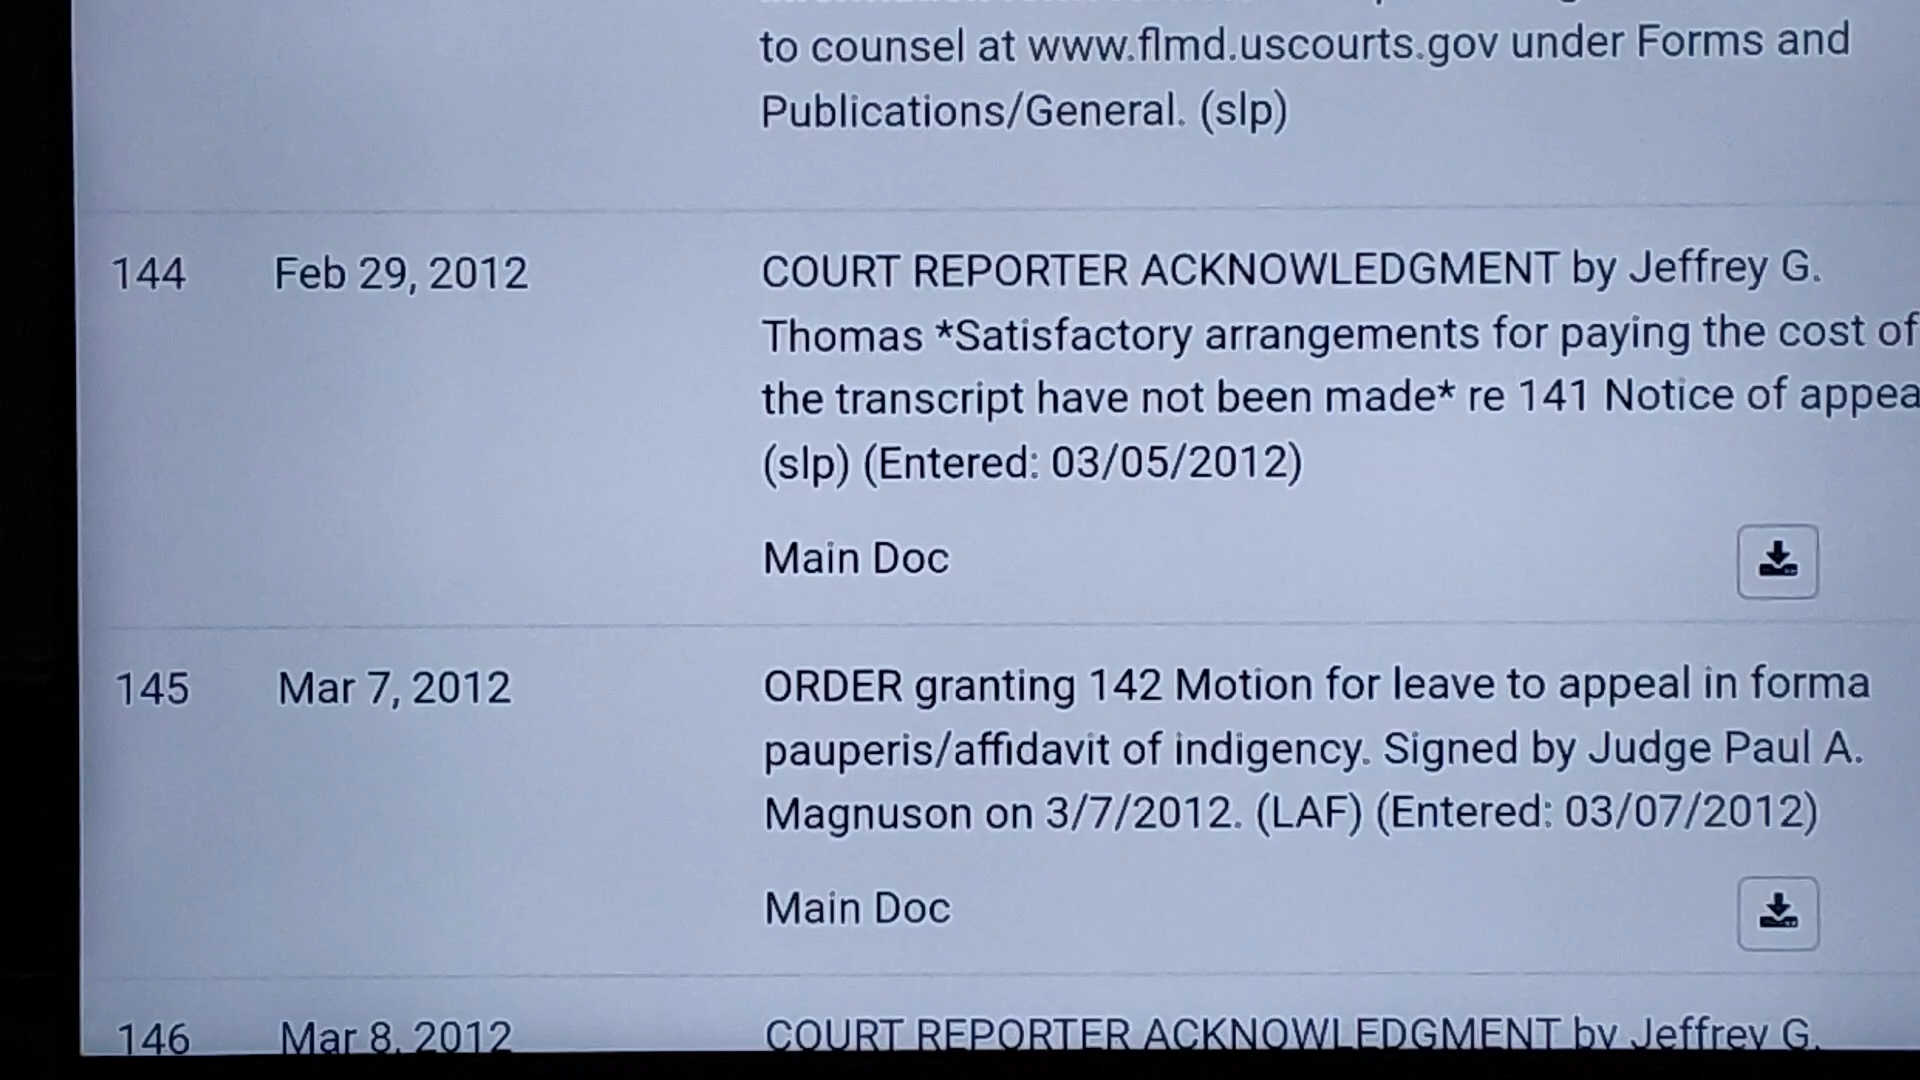 to counsel at www.flmd.uscourts.gov under Forms and
Publications/General. (slp)
144 Feb 29, 2012 COURT REPORTER ACKNOWLEDGMENT by Jeffrey G.
Thomas *Satisfactory arrangements for paying the cost of
the transcript have not been made* re 141 Notice of appea
(slp) (Entered: 03/05/2012)
Main Doc
145 Mar 7, 2012 ORDER granting 142 Motion for leave to appeal in forma
pauperis/affidavit of indigency. Signed by Judge Paul A.
Magnuson on 3/7/2012. (LAF) (Entered: 03/07/2012)
Main Doc
146 Mar 8, 2012 COURT REPORTER ACKNOWLEDGMENT by Jeffrey G.